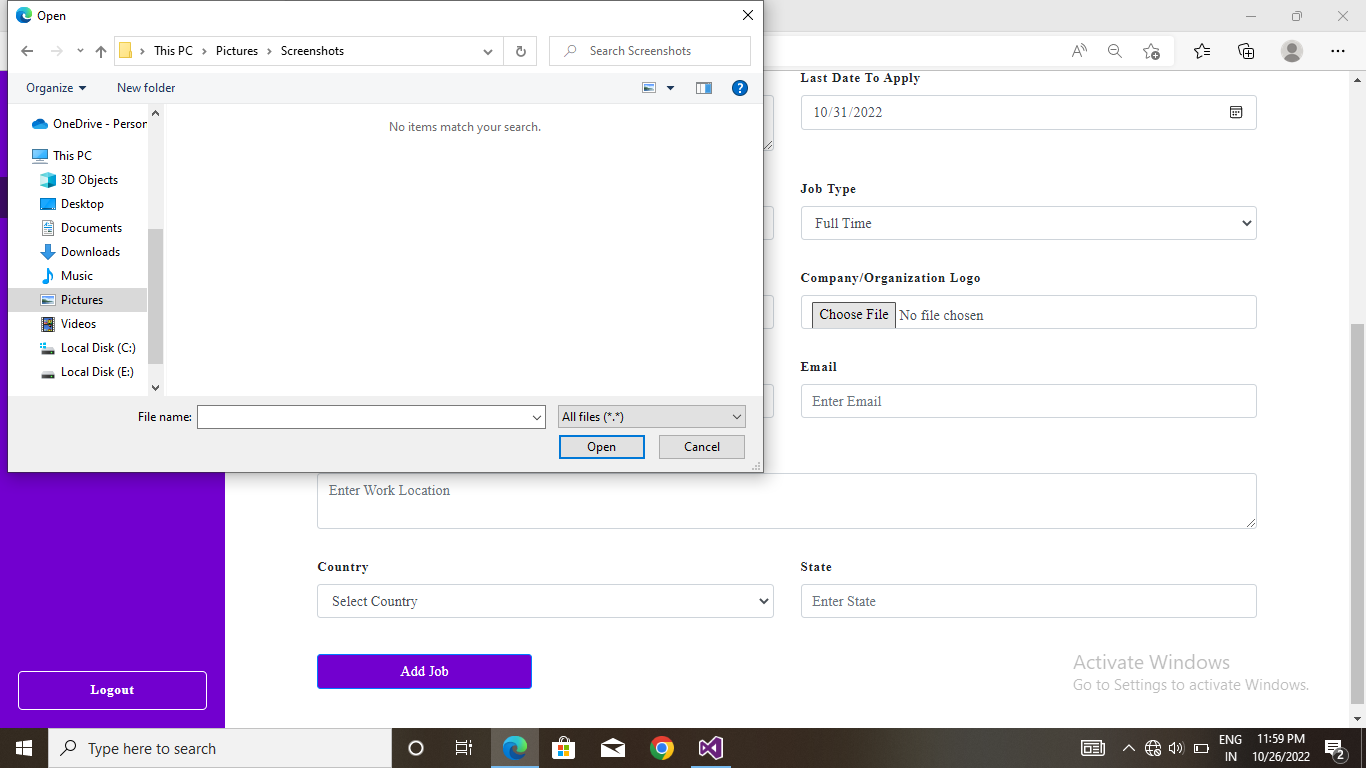 Open
This PC
Pictures
Screenshots
Search Screenshots
Organize
New folder
OneDrive - Person
This PC
3D Objects
Desktop
Documents
Downloads
Music
Pictures
Videos
Local Disk (C:)
Local Disk (E:)
No items match your search.
File name:
All files (*.*)
Open
Cancel
Last Date To Apply
10/31/2022
Job Type
Full Time
Company/Organization Logo
Choose File No file chosen
Email
Enter Email
Enter Work Location
Country
State
Select Country
Enter State
Add Job
Logout
Activate Windows
Go to Settings to activate Windows.
Type here to search
ENG
IN
11:59 PM
10/26/2022
2